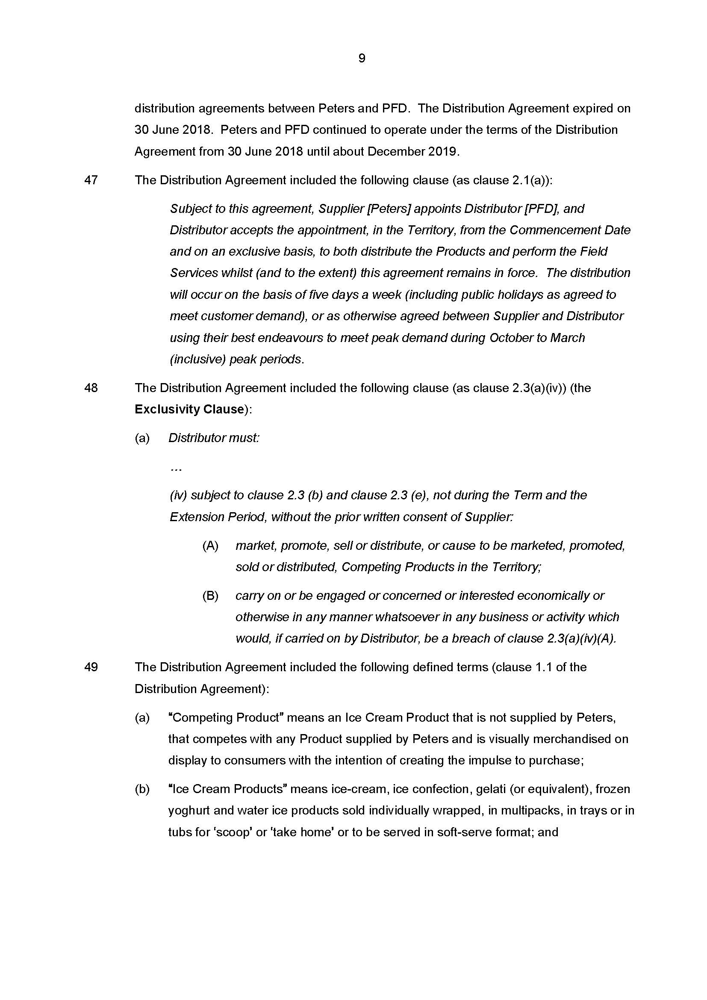 9
distribution agreements between Peters and PFD.  The Distribution Agreement expired on
30 June 2018.  Peters and PFD continued to operate under the terms of the Distribution
Agreement from 30 June 2018 until about December 2019.
47 The Distribution Agreement included the following clause (as clause 2.1(a)):
Subject to this agreement, Supplier [Peters] appoints Distributor [PFD], and
Distributor accepts the appointment, in the Territory, from the Commencement Date
and on an exclusive basis, to both distribute the Products and perform the Field
Services whilst (and to the extent) this agreement remains in force.  The distribution
will occur on the basis of five days a week (including public holidays as agreed to
meet customer demand), or as otherwise agreed between Supplier and Distributor
using their best endeavours to meet peak demand during October to March
(inclusive) peak periods.
48 The Distribution Agreement included the following clause (as clause 2.3(a)(iv)) (the
Exclusivity Clause):
(a) Distributor must:
…
(iv) subject to clause 2.3 (b) and clause 2.3 (e), not during the Term and the
Extension Period, without the prior written consent of Supplier:
(A) market, promote, sell or distribute, or cause to be marketed, promoted,
sold or distributed, Competing Products in the Territory;
(B) carry on or be engaged or concerned or interested economically or
otherwise in any manner whatsoever in any business or activity which
would, if carried on by Distributor, be a breach of clause 2.3(a)(iv)(A).
49 The Distribution Agreement included the following defined terms (clause 1.1 of the
Distribution Agreement):
(a) “Competing Product” means an Ice Cream Product that is not supplied by Peters,
that competes with any Product supplied by Peters and is visually merchandised on
display to consumers with the intention of creating the impulse to purchase;
(b) “Ice Cream Products” means ice-cream, ice confection, gelati (or equivalent), frozen
yoghurt and water ice products sold individually wrapped, in multipacks, in trays or in
tubs for ‘scoop’ or ‘take home’ or to be served in soft-serve format; and